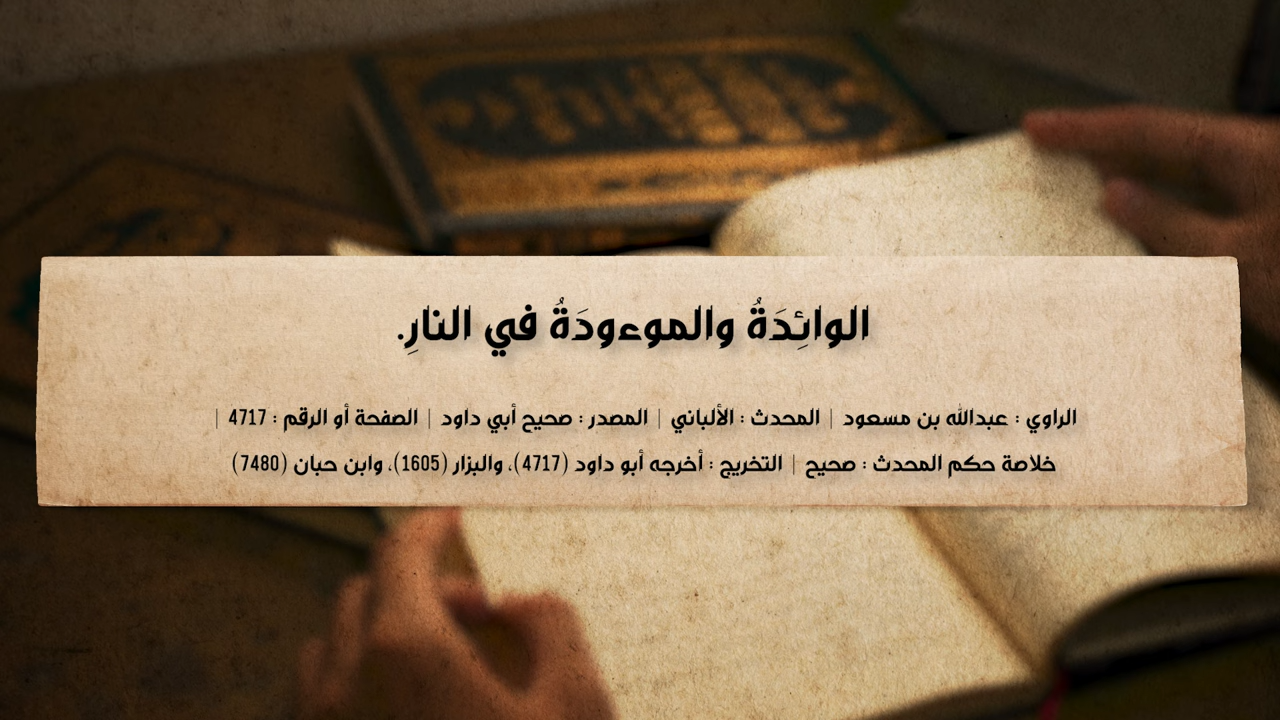 الوائِدَةُ والموءودَةُ في النارِ.
الراوي : عبدالله بن مسعود | المحدث : الألباني | المصدر : صحيح أبي داود | الصفحة أو الرقم : 4717 |
خلاصة حكم المحدث : صحيح | التخريج : أخرجه أبو داود (4717)، والبزار (1605)، وابن حبان (7480)